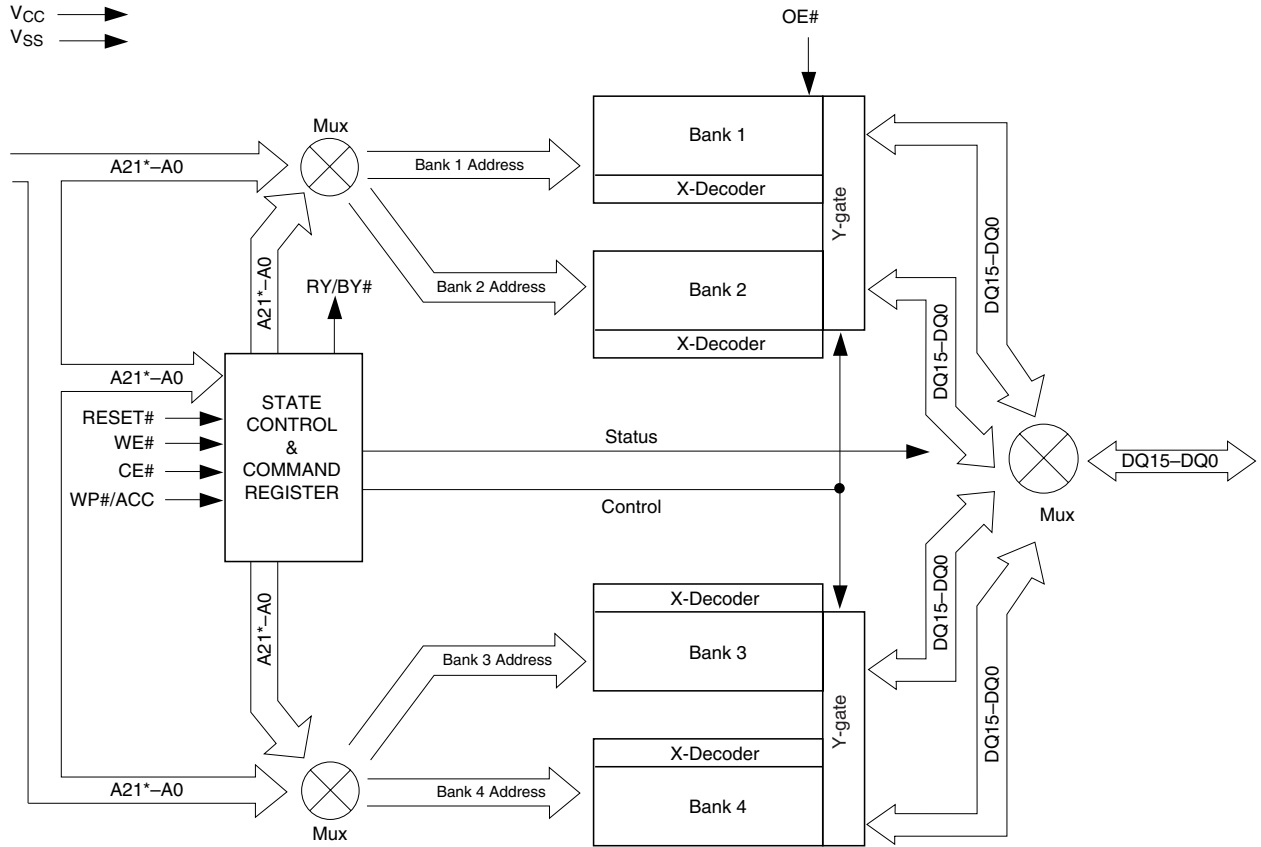 VCC
VSS
OE#
Mux
Bank 1
A21*–A0
Bank 1 Address
X-Decoder
Y-gate
A21*–A0
RY/BY#
Bank 2 Address
Bank 2
X-Decoder
DQ15–DQ0
DQ15–DQ0
A21*–A0
RESET#
WE#
CE#
WP#/ACC
STATE
CONTROL
&
COMMAND
REGISTER
Status
Control
DQ15–DQ0
Mux
A21*–A0
X-Decoder
Bank 3 Address
Bank 3
Y-gate
DQ15–DQ0
DQ15–DQ0
X-Decoder
A21*–A0
Bank 4 Address
Bank 4
Mux